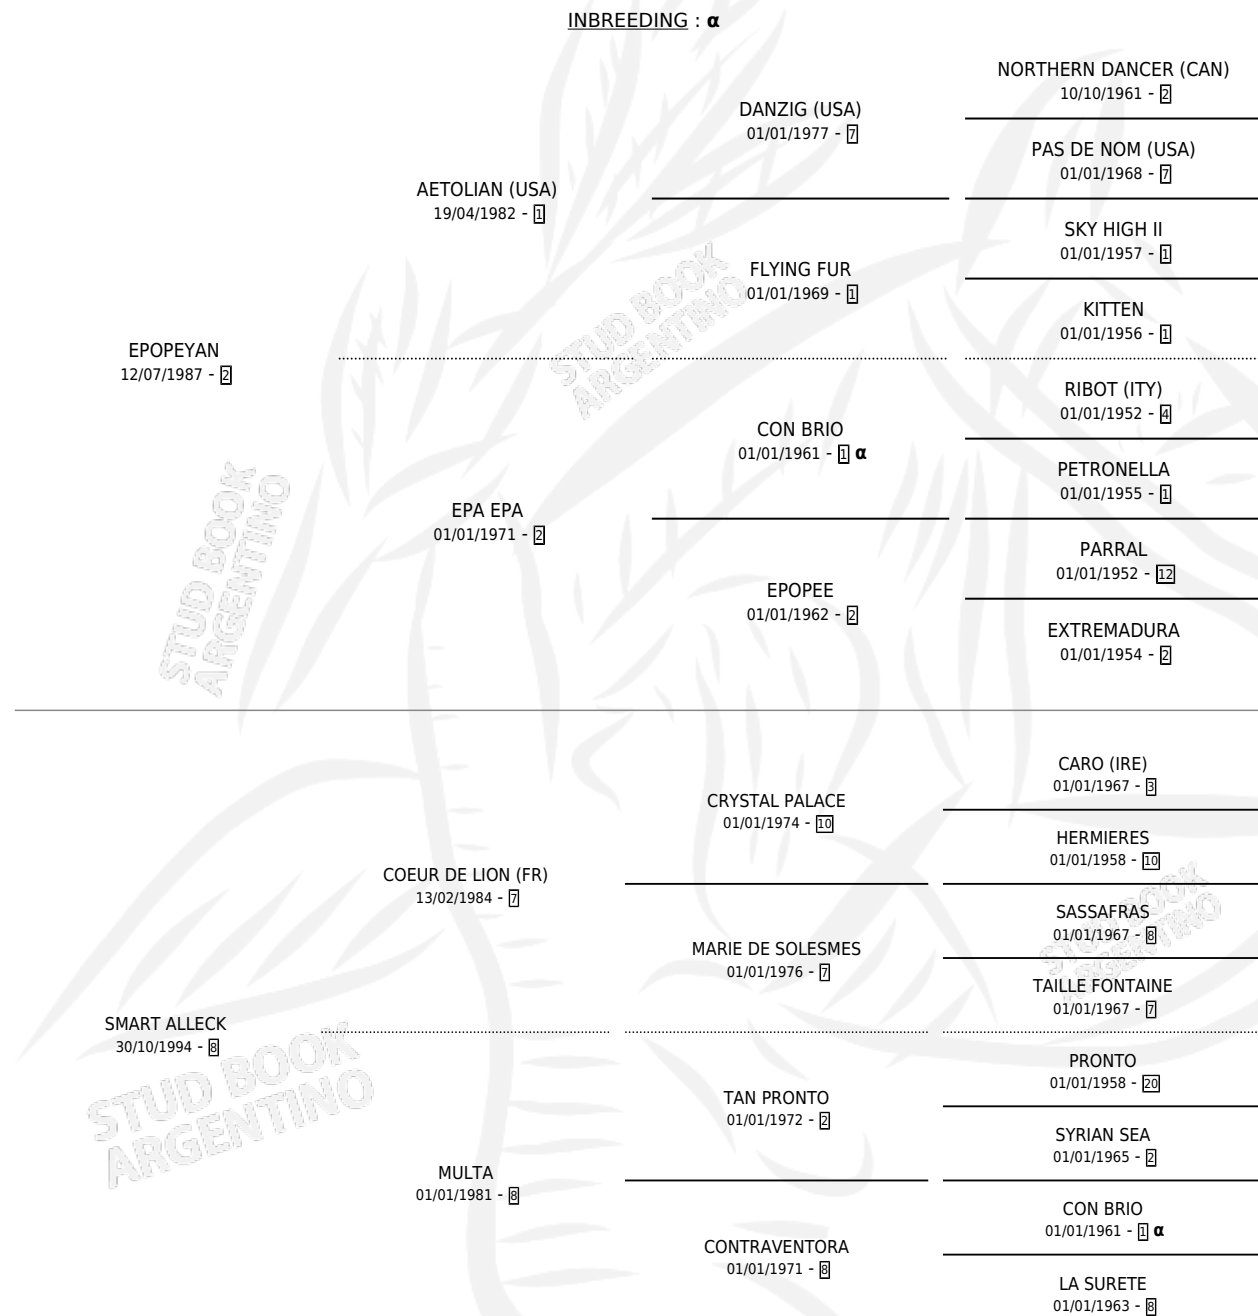 INBREEDING : α
NORTHERN DANCER (CAN)
10/10/1961 - 2
DANZIG (USA)
01/01/1977 - 7
PAS DE NOM (USA)
01/01/1968 - 7
AETOLIAN (USA)
19/04/1982 - 1
SKY HIGH II
01/01/1957 - 1
FLYING FUR
01/01/1969 - 1
KITTEN
01/01/1956 - 1
EPOPEYAN
12/07/1987 - 2
RIBOT (ITY)
01/01/1952 - 4
CON BRIO
01/01/1961 - 1 α
PETRONELLA
01/01/1955 - 1
EPA EPA
01/01/1971 - 2
PARRAL
01/01/1952 - 12
EPOPEE
01/01/1962 - 2
EXTREMADURA
01/01/1954 - 2
CARO (IRE)
01/01/1967 - 3
CRYSTAL PALACE
01/01/1974 - 10
HERMIERES
01/01/1958 - 10
COEUR DE LION (FR)
13/02/1984 - 7
SASSAFRAS
01/01/1967 - 8
MARIE DE SOLESMES
01/01/1976 - 7
TAILLE FONTAINE
01/01/1967 - 7
SMART ALLECK
30/10/1994 - 8
PRONTO
01/01/1958 - 20
TAN PRONTO
01/01/1972 - 2
SYRIAN SEA
01/01/1965 - 2
MULTA
01/01/1981 - 8
CON BRIO
01/01/1961 - 1 α
CONTRAVENTORA
01/01/1971 - 8
LA SURETE
01/01/1963 - 8
STUD BOOK
ARGENTINO
STUD BOOK
ARGENTINO
STUD BOOK
ARGENTINO
STUD BOOK
ARGENTINO